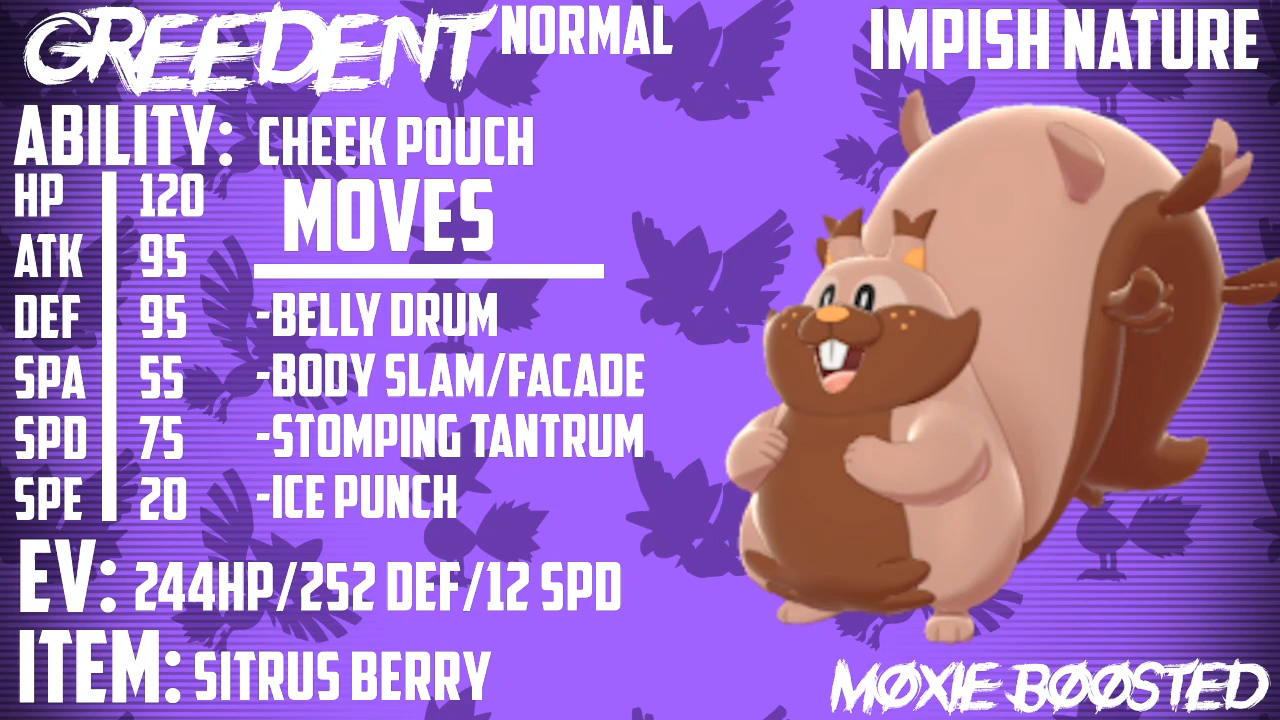 GREEDENT NORMAL
IMPISH NATURE
ABILITY: CHEEK POUCH
HP 120
ATK 95
DEF 95
SPA 55
SPD 75
SPE 20
MOVES
-BELLY DRUM
-BODY SLAM/FACADE
-STOMPING TANTRUM
-ICE PUNCH
EV: 244HP/252 DEF/12 SPD
ITEM: SITRUS BERRY
MØXIE BØØSTED